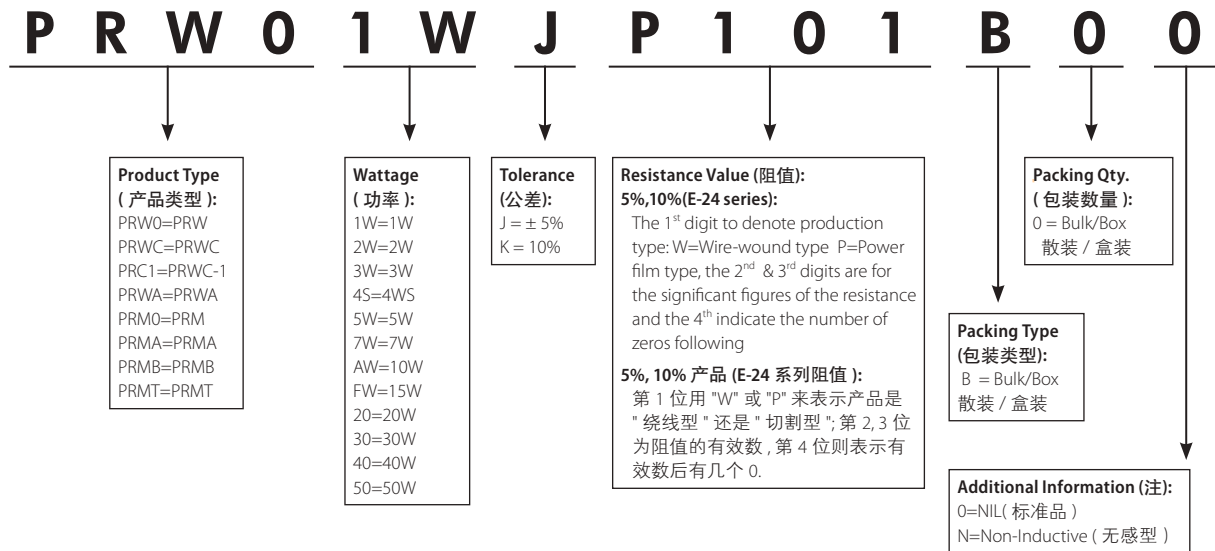 PRW0 1W J P101 B 0 0
Product Type
( 产品类型 ):
PRW0=PRW
PRWC=PRWC
PRC1=PRWC-1
PRWA=PRWA
PRM0=PRM
PRMA=PRMA
PRMB=PRMB
PRMT=PRMT
Wattage
( 功率 ):
1W=1W
2W=2W
3W=3W
4S=4WS
5W=5W
7W=7W
AW=10W
FW=15W
20=20W
30=30W
40=40W
50=50W
Tolerance
(公差):
J = ± 5%
K = 10%
Resistance Value (阻值):
5%,10%(E-24 series):
The 1st digit to denote production
type: W=Wire-wound type P=Power
film type, the 2nd & 3rd digits are for
the significant figures of the resistance
and the 4th indicate the number of
zeros following
5%, 10% 产品 (E-24 系列阻值 ):
第 1 位用 "W" 或 "P" 来表示产品是
" 绕线型 " 还是 " 切割型 "; 第 2, 3 位
为阻值的有效数 , 第 4 位则表示有
效数后有几个 0.
Packing Type
(包装类型):
B = Bulk/Box
散装 / 盒装
Packing Qty.
( 包装数量 ):
0 = Bulk/Box
散装 / 盒装
Additional Information (注):
0=NIL( 标准品 )
N=Non-Inductive ( 无感型 )